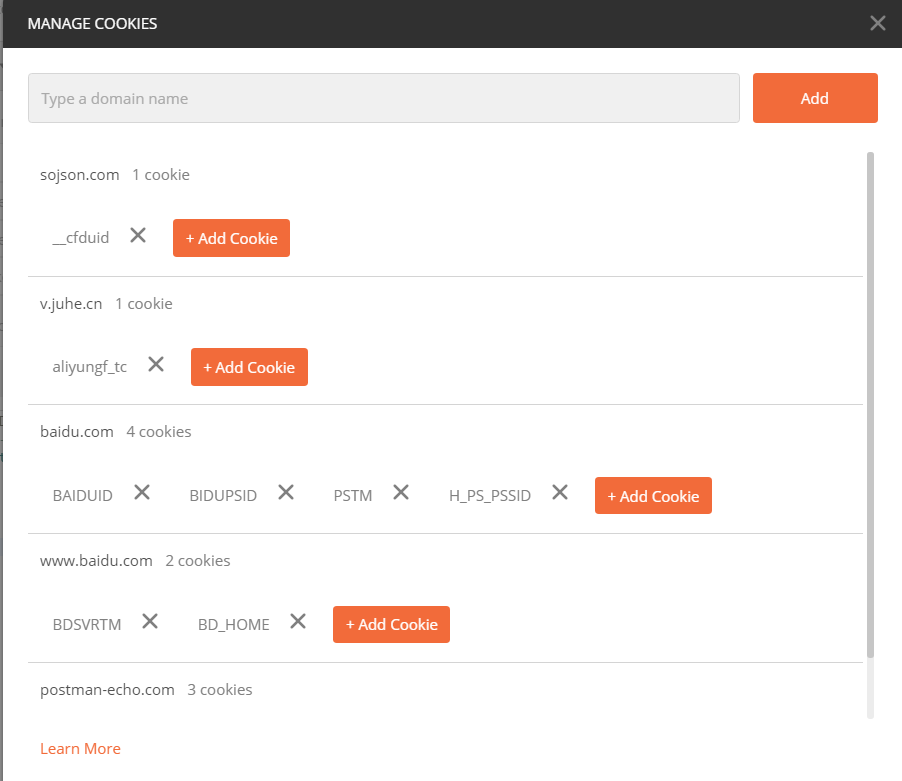 MANAGE COOKIES
Type a domain name
Add
sojson.com 1 cookie
__cfduid + Add Cookie
v.juhe.cn 1 cookie
aliyungf_tc + Add Cookie
baidu.com 4 cookies
BAIDUID BIDUPSID PSTM H_PS_PSSID + Add Cookie
www.baidu.com 2 cookies
BDSVRTM BD_HOME + Add Cookie
postman-echo.com 3 cookies
Learn More